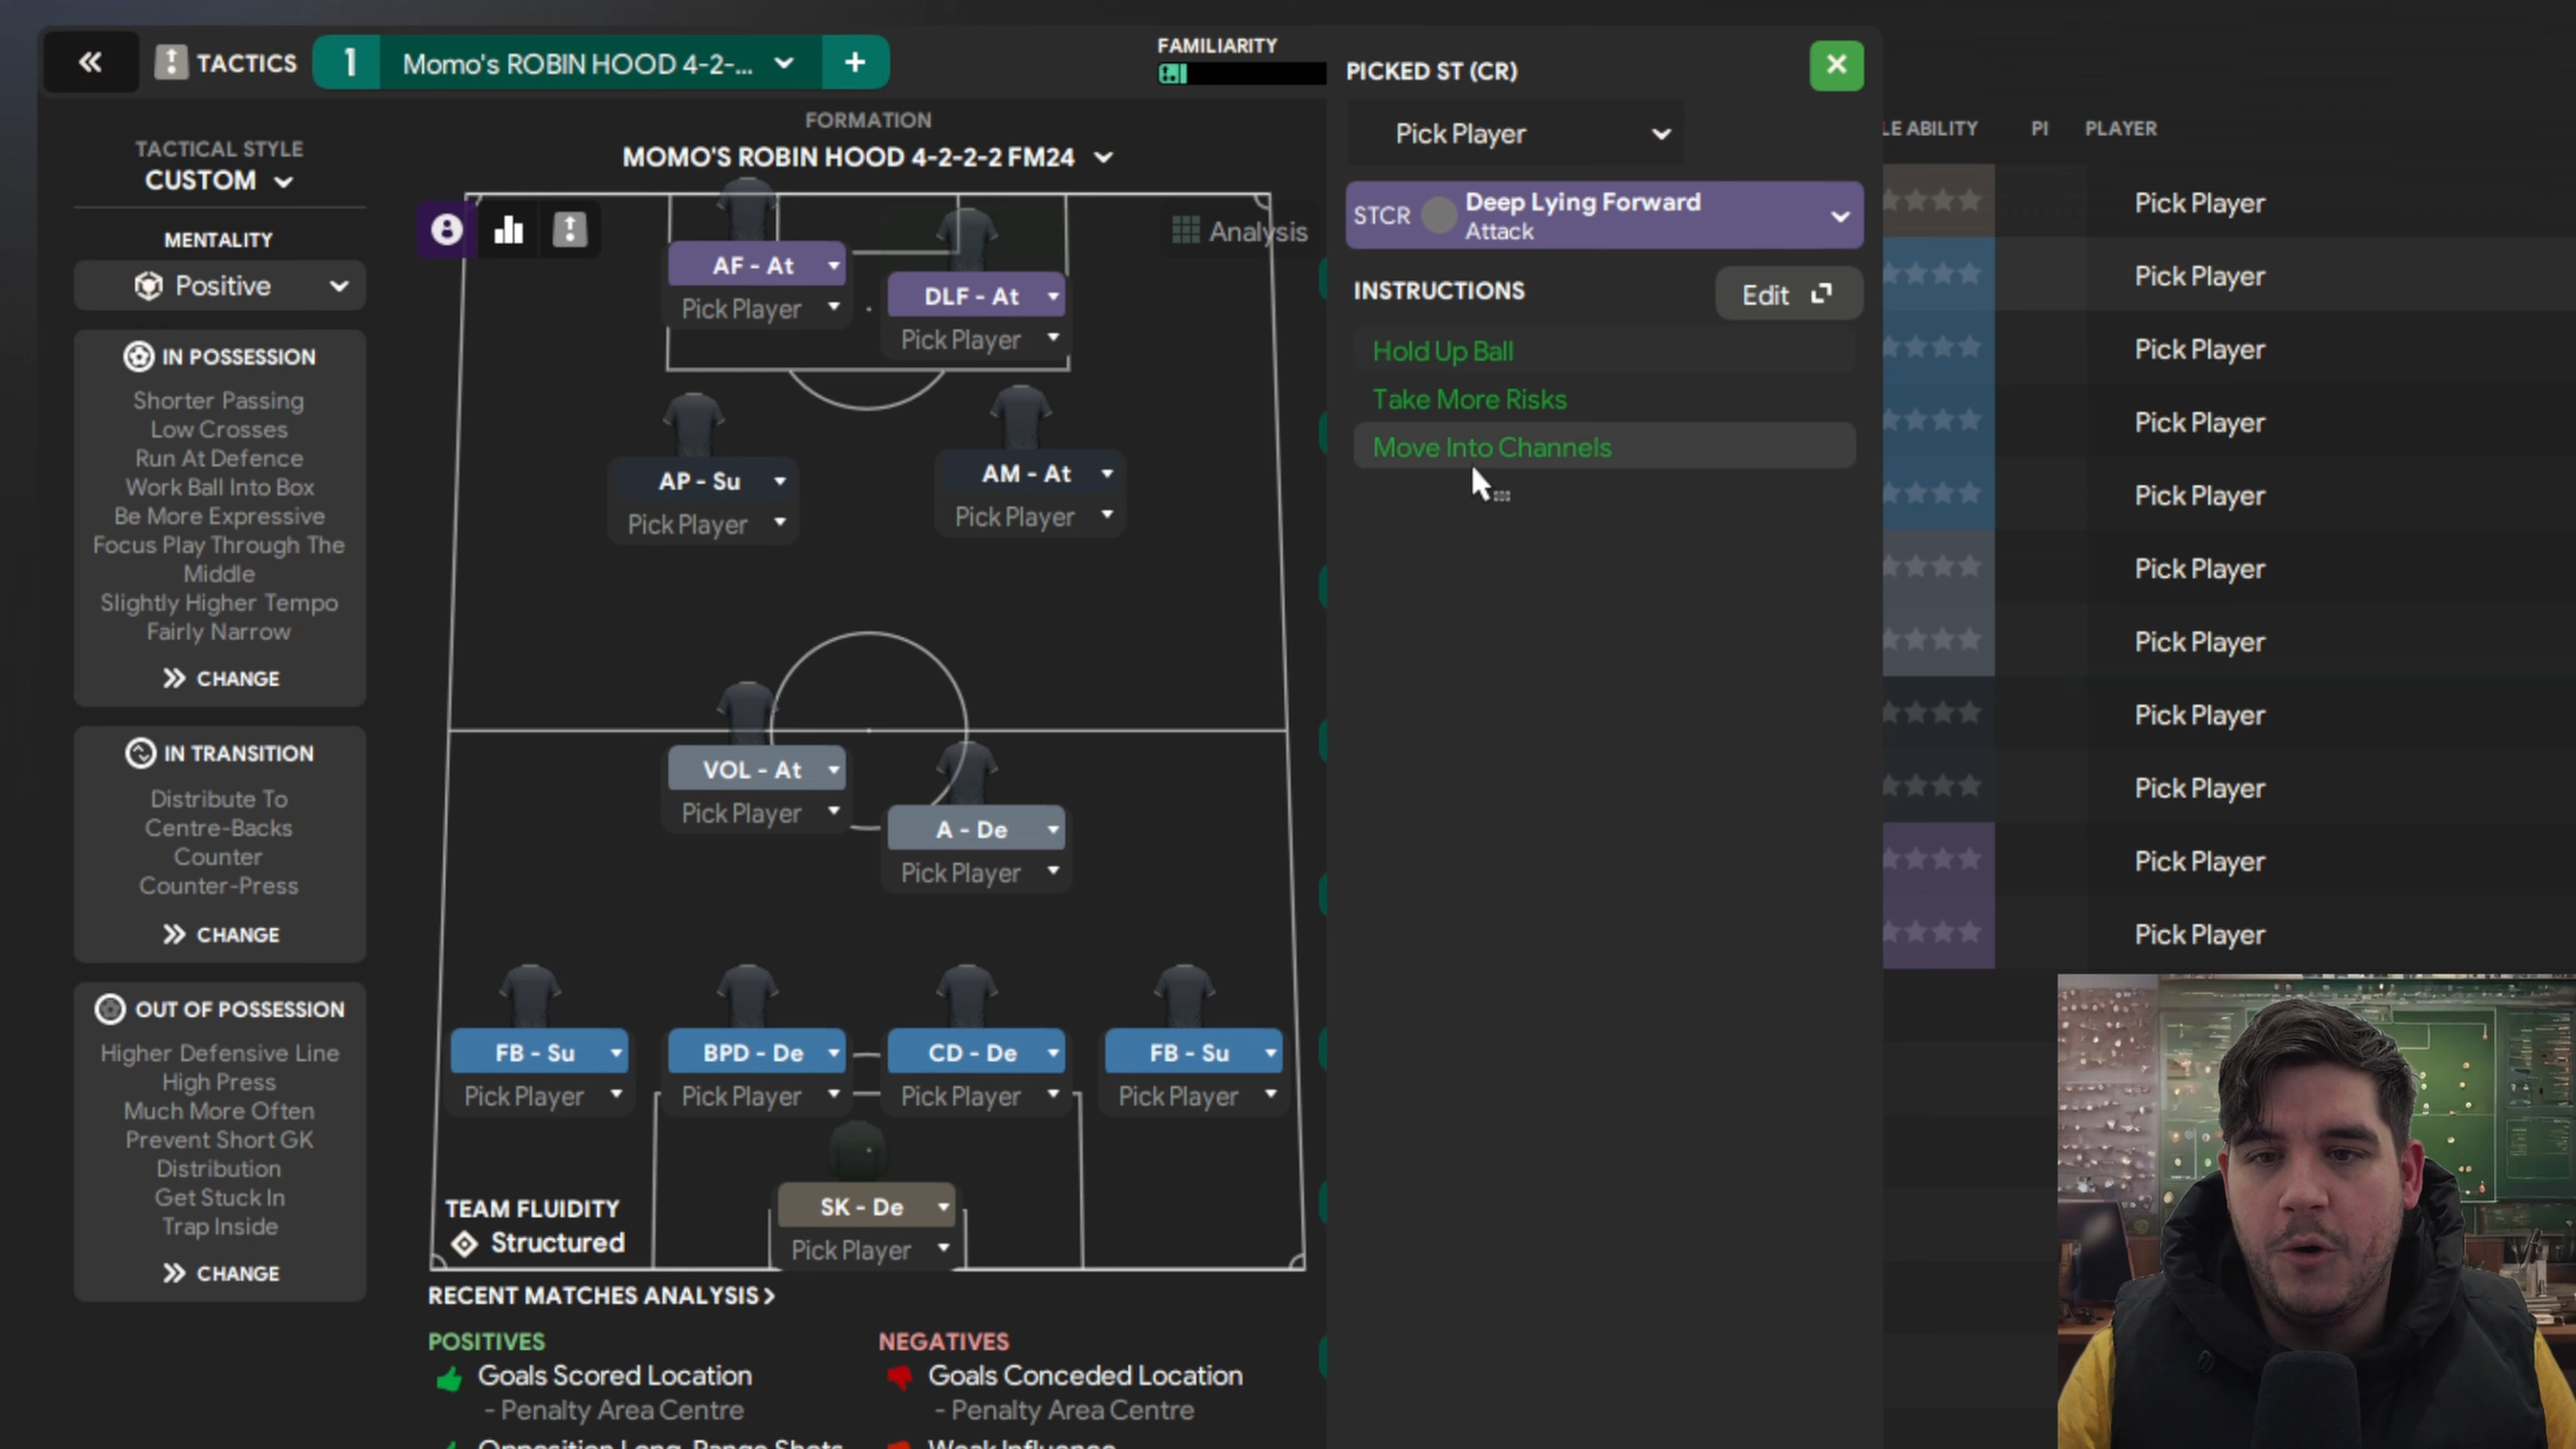 TACTICS
1
Momo's ROBIN HOOD 4-2-...
+
FAMILIARITY
FORMATION
MOMO'S ROBIN HOOD 4-2-2-2 FM24
TACTICAL STYLE
CUSTOM
MENTALITY
Positive
IN POSSESSION
Shorter Passing
Low Crosses
Run At Defence
Work Ball Into Box
Be More Expressive
Focus Play Through The
Middle
Slightly Higher Tempo
Fairly Narrow
CHANGE
IN TRANSITION
Distribute To
Centre-Backs
Counter
Counter-Press
CHANGE
OUT OF POSSESSION
Higher Defensive Line
High Press
Much More Often
Prevent Short GK
Distribution
Get Stuck In
Trap Inside
CHANGE
Analysis
AF - At
Pick Player
DLF - At
Pick Player
AP - Su
Pick Player
AM - At
Pick Player
VOL - At
Pick Player
A - De
Pick Player
FB - Su
Pick Player
BPD - De
Pick Player
CD - De
Pick Player
FB - Su
Pick Player
SK - De
Pick Player
TEAM FLUIDITY
Structured
RECENT MATCHES ANALYSIS
POSITIVES
Goals Scored Location
- Penalty Area Centre
Opposition Long-Range Shots
NEGATIVES
Goals Conceded Location
- Penalty Area Centre
Weak Influence
PICKED ST (CR)
Pick Player
STCR
Deep Lying Forward
Attack
INSTRUCTIONS
Edit
Hold Up Ball
Take More Risks
Move Into Channels
LE ABILITY
PI
PLAYER
Pick Player
Pick Player
Pick Player
Pick Player
Pick Player
Pick Player
Pick Player
Pick Player
Pick Player
Pick Player
Pick Player